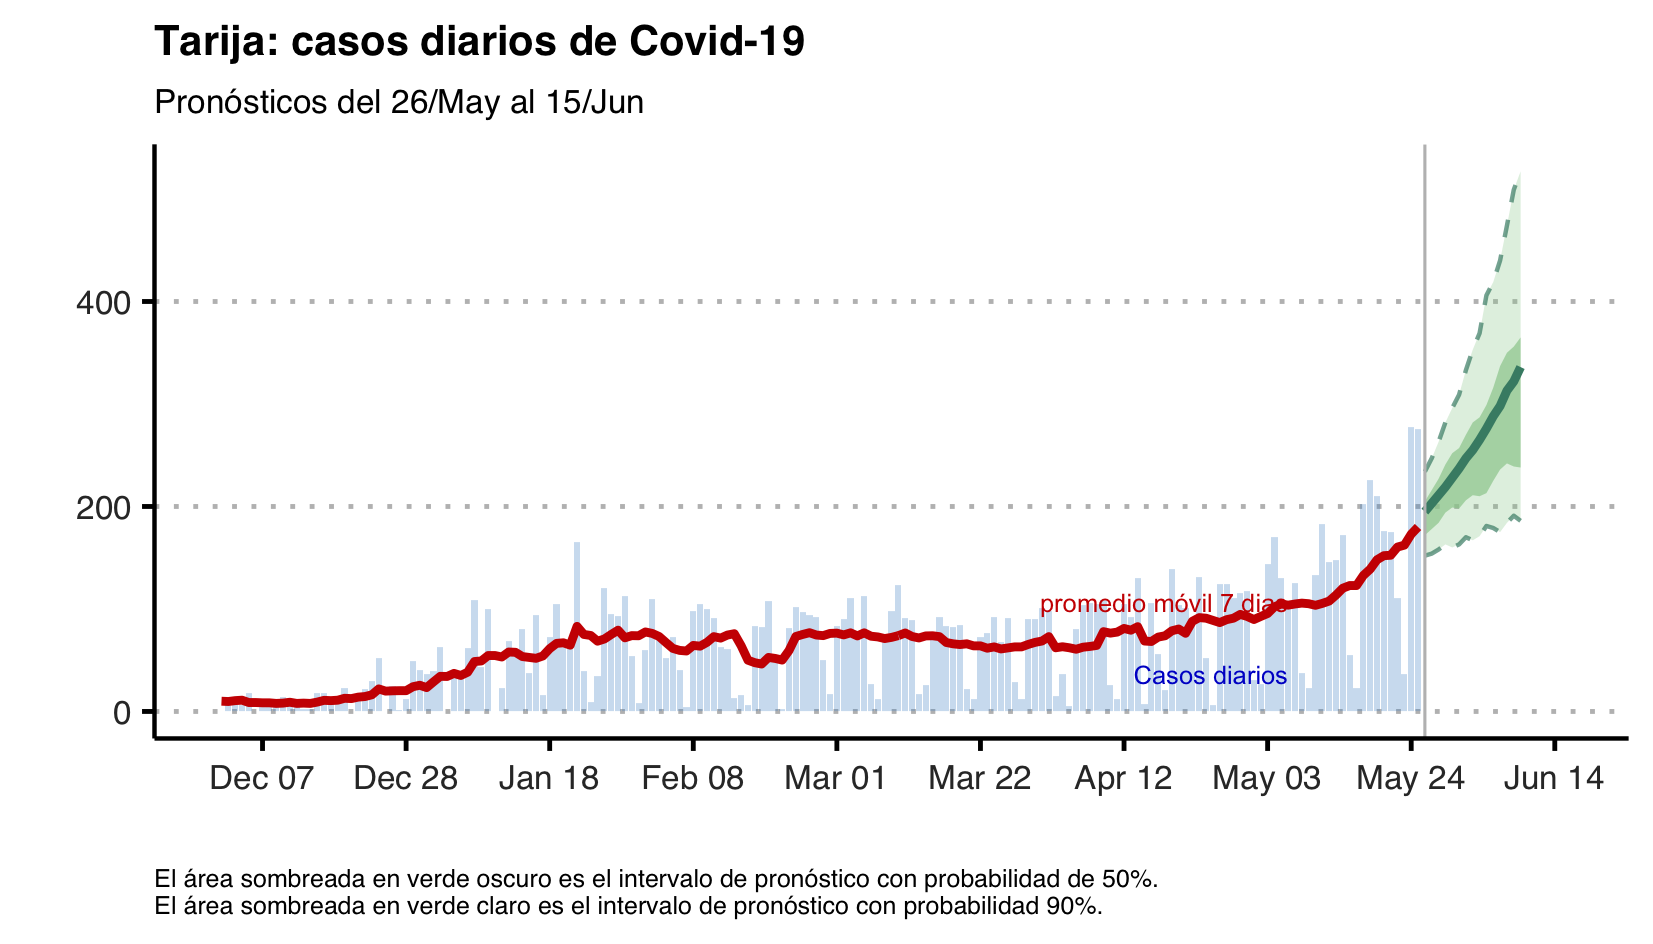 Tarija: casos diarios de Covid-19
Pronósticos del 26/May al 15/Jun
400
200
0
promedio móvil 7 dias
Casos diarios
Dec 07 Dec 28 Jan 18 Feb 08 Mar 01 Mar 22 Apr 12 May 03 May 24 Jun 14
El área sombreada en verde oscuro es el intervalo de pronóstico con probabilidad de 50%.
El área sombreada en verde claro es el intervalo de pronóstico con probabilidad 90%.